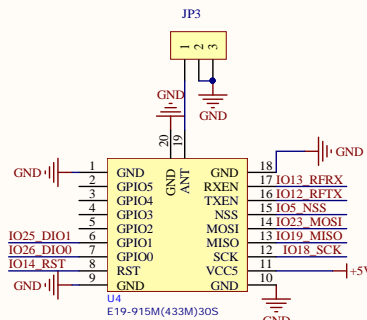 JP3
1 2 3
GND
GND
20 19
GND ANT
GND 1 GND GND 18 GND
2 GPIO5 RXEN 17 IO13_RFRX
3 GPIO4 TXEN 16 IO12_RFTX
4 GPIO3 NSS 15 IO5_NSS
5 GPIO2 MOSI 14 IO23_MOSI
IO25_DIO1 6 GPIO1 MISO 13 IO19_MISO
IO26_DIO0 7 GPIO0 SCK 12 IO18_SCK
IO14_RST 8 RST VCC5 11 +5V
GND 9 GND GND 10
U4
GND
E19-915M(433M)30S